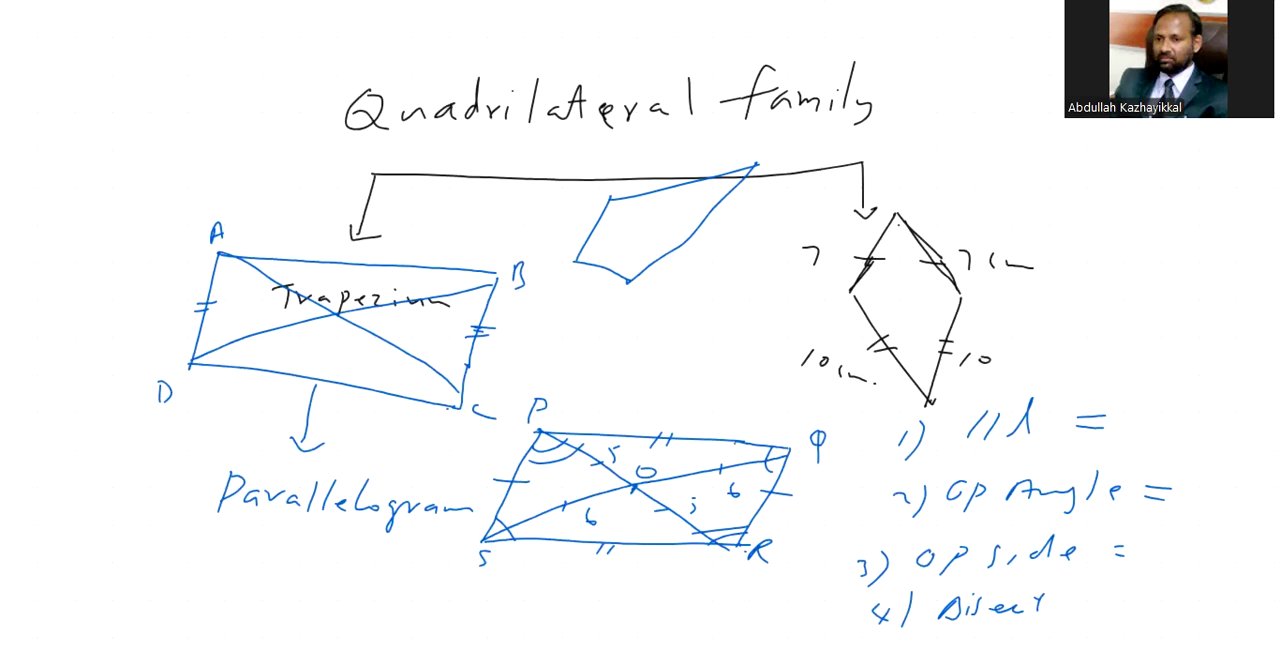 Abdullah Kazhayikkal
Quadrilateral family
A
B
Trapezium
D
C
7
7 cm
10 cm.
10
Parallelogram
P
Q
5
O
6
6
5
S
R
1) //l =
2) OP Angle =
3) OP side =
4) Bisect